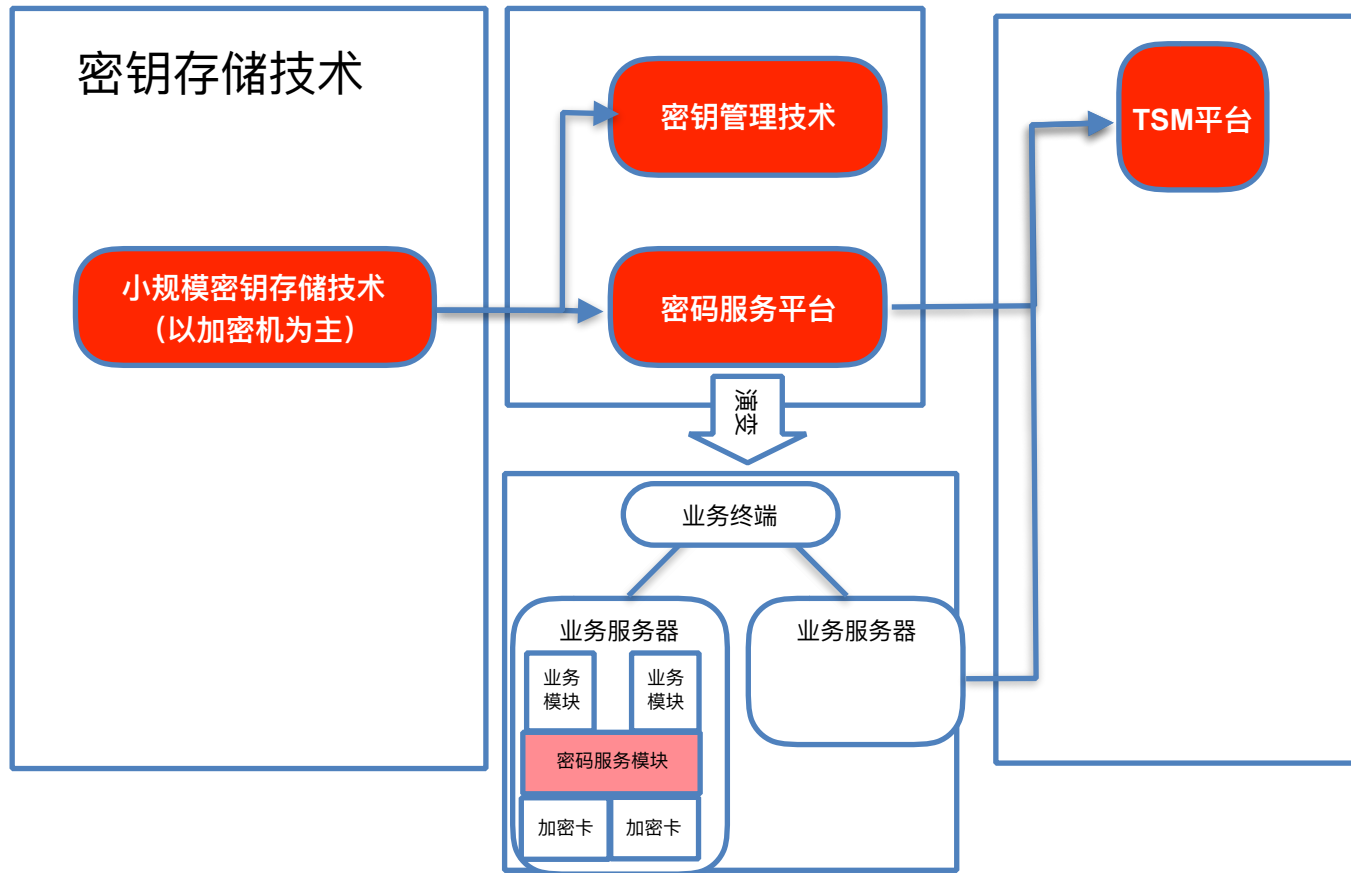 密钥存储技术
小规模密钥存储技术
（以加密机为主）
密钥管理技术
密码服务平台
TSM平台
演变
业务终端
业务服务器
业务
模块
业务
模块
密码服务模块
加密卡
加密卡
业务服务器